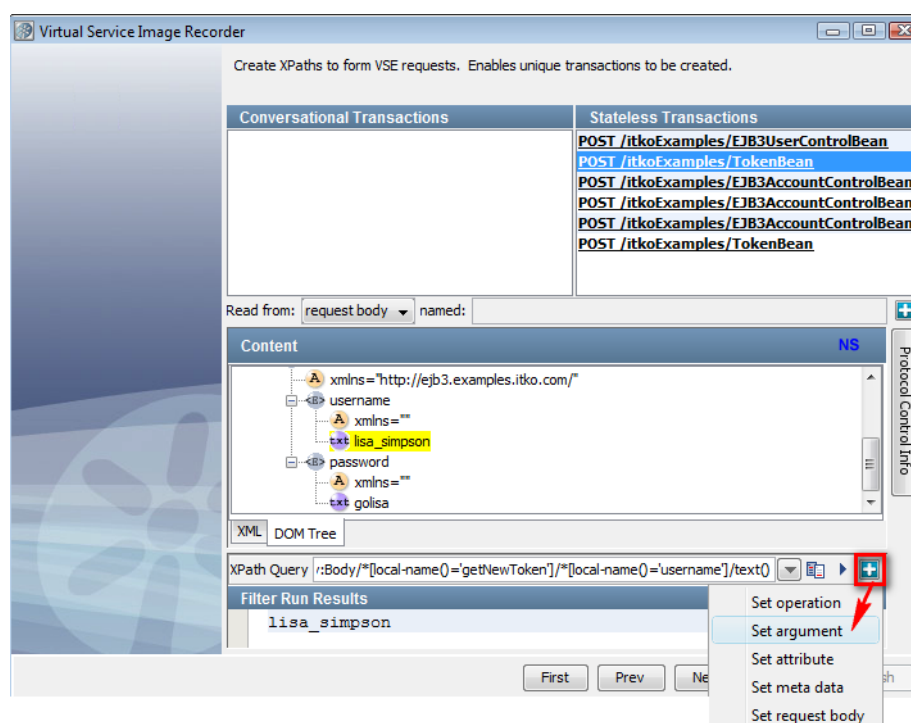 Virtual Service Image Recorder
Create XPaths to form VSE requests. Enables unique transactions to be created.
Conversational Transactions
Stateless Transactions
POST /itkoExamples/EJB3UserControlBean
POST /itkoExamples/TokenBean
POST /itkoExamples/EJB3AccountControlBean
POST /itkoExamples/EJB3AccountControlBean
POST /itkoExamples/EJB3AccountControlBean
POST /itkoExamples/TokenBean
Read from: request body named:
Content NS
Protocol Control Info
A xmlns="http://ejb3.examples.itko.com/"
<E> username
A xmlns=""
txt lisa_simpson
<E> password
A xmlns=""
txt golisa
XML DOM Tree
XPath Query :Body/*[local-name()='getNewToken']/*[local-name()='username']/text()
Filter Run Results
lisa_simpson
Set operation
Set argument
Set attribute
Set meta data
Set request body
First Prev Ne sh